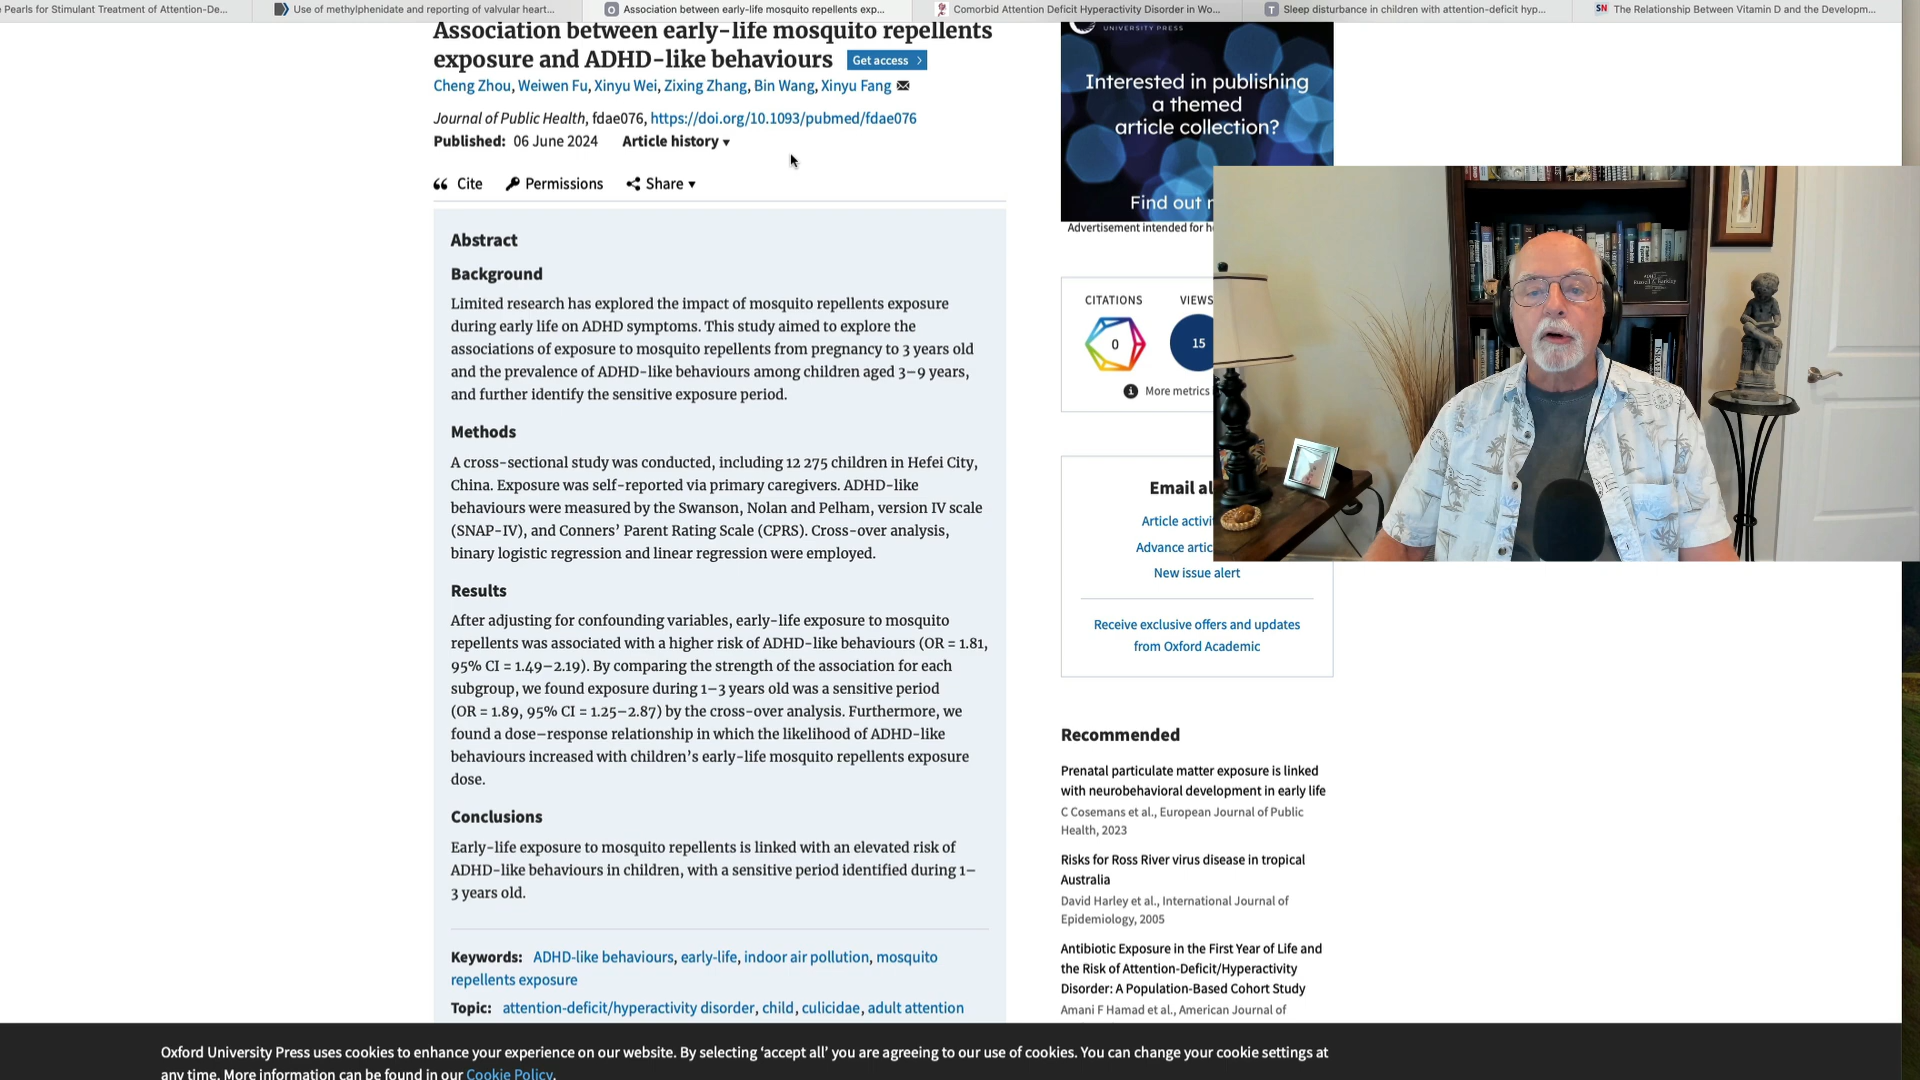 Pearls for Stimulant Treatment of Attention-De...
Use of methylphenidate and reporting of valvular heart...
Association between early-life mosquito repellents exp...
Comorbid Attention Deficit Hyperactivity Disorder in Wo...
Sleep disturbance in children with attention-deficit hyp...
SN The Relationship Between Vitamin D and the Developm...
Association between early-life mosquito repellents
exposure and ADHD-like behaviours Get access
Cheng Zhou, Weiwen Fu, Xinyu Wei, Zixing Zhang, Bin Wang, Xinyu Fang
Journal of Public Health, fdae076, https://doi.org/10.1093/pubmed/fdae076
Published: 06 June 2024 Article history
Cite Permissions Share
Abstract
Background
Limited research has explored the impact of mosquito repellents exposure
during early life on ADHD symptoms. This study aimed to explore the
associations of exposure to mosquito repellents from pregnancy to 3 years old
and the prevalence of ADHD-like behaviours among children aged 3–9 years,
and further identify the sensitive exposure period.
Methods
A cross-sectional study was conducted, including 12 275 children in Hefei City,
China. Exposure was self-reported via primary caregivers. ADHD-like
behaviours were measured by the Swanson, Nolan and Pelham, version IV scale
(SNAP-IV), and Conners’ Parent Rating Scale (CPRS). Cross-over analysis,
binary logistic regression and linear regression were employed.
Results
After adjusting for confounding variables, early-life exposure to mosquito
repellents was associated with a higher risk of ADHD-like behaviours (OR = 1.81,
95% CI = 1.49–2.19). By comparing the strength of the association for each
subgroup, we found exposure during 1–3 years old was a sensitive period
(OR = 1.89, 95% CI = 1.25–2.87) by the cross-over analysis. Furthermore, we
found a dose–response relationship in which the likelihood of ADHD-like
behaviours increased with children’s early-life mosquito repellents exposure
dose.
Conclusions
Early-life exposure to mosquito repellents is linked with an elevated risk of
ADHD-like behaviours in children, with a sensitive period identified during 1–
3 years old.
Keywords: ADHD-like behaviours, early-life, indoor air pollution, mosquito
repellents exposure
Topic: attention-deficit/hyperactivity disorder, child, culicidae, adult attention
UNIVERSITY PRESS
Interested in publishing
a themed
article collection?
Find out
Advertisement intended for
CITATIONS VIEWS
0 15
More metrics
Email
Article
Advance
New issue alert
Receive exclusive offers and updates
from Oxford Academic
Recommended
Prenatal particulate matter exposure is linked
with neurobehavioral development in early life
C Cosemans et al., European Journal of Public
Health, 2023
Risks for Ross River virus disease in tropical
Australia
David Harley et al., International Journal of
Epidemiology, 2005
Antibiotic Exposure in the First Year of Life and
the Risk of Attention-Deficit/Hyperactivity
Disorder: A Population-Based Cohort Study
Amani F Hamad et al., American Journal of
Oxford University Press uses cookies to enhance your experience on our website. By selecting ‘accept all’ you are agreeing to our use of cookies. You can change your cookie settings at
any time. More information can be found in our Cookie Policy.